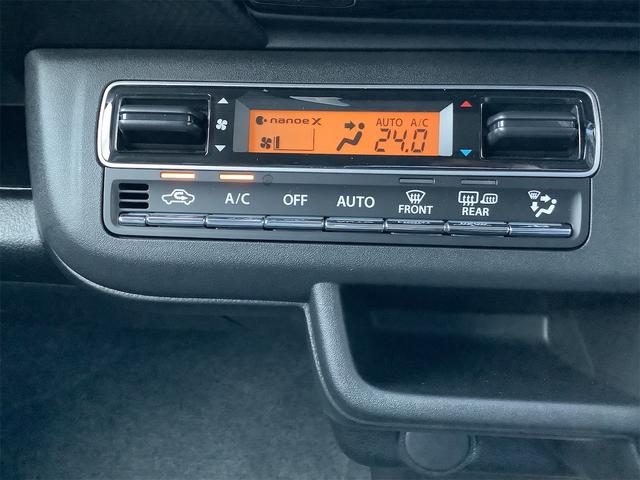 nanoe X
AUTO A/C
24.0
A/C OFF AUTO FRONT REAR